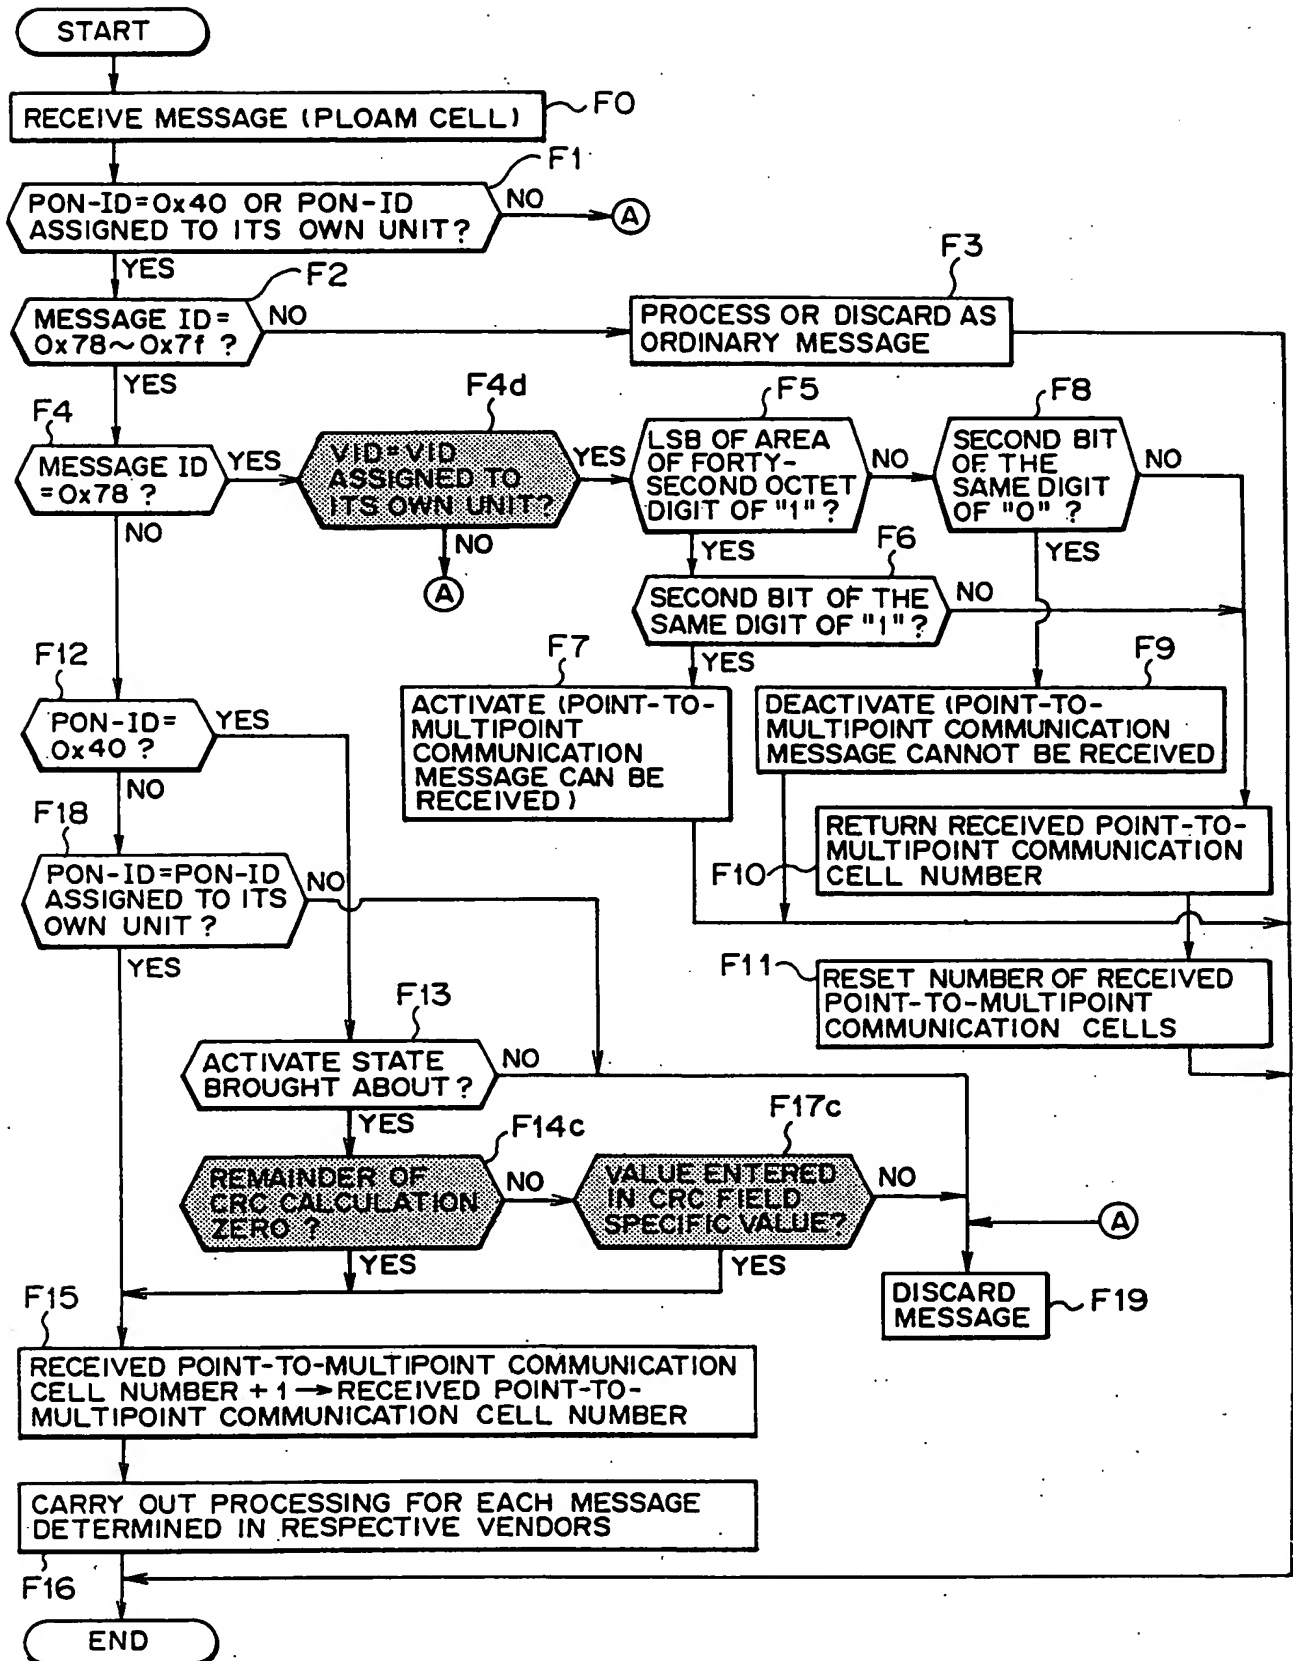 START
RECEIVE MESSAGE (PLOAM CELL)
F0
F1
PON-ID=0x40 OR PON-ID
ASSIGNED TO ITS OWN UNIT?
NO
A
YES
F2
MESSAGE ID=
0x78~0x7f ?
NO
F3
PROCESS OR DISCARD AS
ORDINARY MESSAGE
YES
F4
MESSAGE ID
=0x78 ?
YES
NO
F4d
VID=VID
ASSIGNED TO
ITS OWN UNIT?
YES
NO
A
F5
LSB OF AREA
OF FORTY-
SECOND OCTET
DIGIT OF "1" ?
NO
YES
F8
SECOND BIT
OF THE
SAME DIGIT
OF "0" ?
NO
YES
F6
SECOND BIT OF THE
SAME DIGIT OF "1" ?
NO
YES
F7
ACTIVATE (POINT-TO-
MULTIPOINT
COMMUNICATION
MESSAGE CAN BE
RECEIVED)
F9
DEACTIVATE (POINT-TO-
MULTIPOINT COMMUNICATION
MESSAGE CANNOT BE RECEIVED
F10
RETURN RECEIVED POINT-TO-
MULTIPOINT COMMUNICATION
CELL NUMBER
F11
RESET NUMBER OF RECEIVED
POINT-TO-MULTIPOINT
COMMUNICATION CELLS
F12
PON-ID=
0x40 ?
YES
NO
F18
PON-ID=PON-ID
ASSIGNED TO ITS
OWN UNIT ?
NO
YES
F13
ACTIVATE STATE
BROUGHT ABOUT ?
NO
YES
F14c
REMAINDER OF
CRC CALCULATION
ZERO ?
NO
YES
F17c
VALUE ENTERED
IN CRC FIELD
SPECIFIC VALUE?
NO
YES
A
DISCARD
MESSAGE
F19
F15
RECEIVED POINT-TO-MULTIPOINT COMMUNICATION
CELL NUMBER + 1 → RECEIVED POINT-TO-
MULTIPOINT COMMUNICATION CELL NUMBER
CARRY OUT PROCESSING FOR EACH MESSAGE
DETERMINED IN RESPECTIVE VENDORS
F16
END